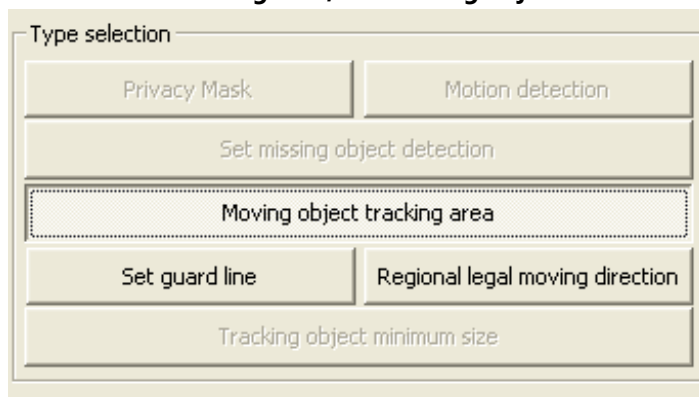 Type selection
Privacy Mask Motion detection
Set missing object detection
Moving object tracking area
Set guard line Regional legal moving direction
Tracking object minimum size